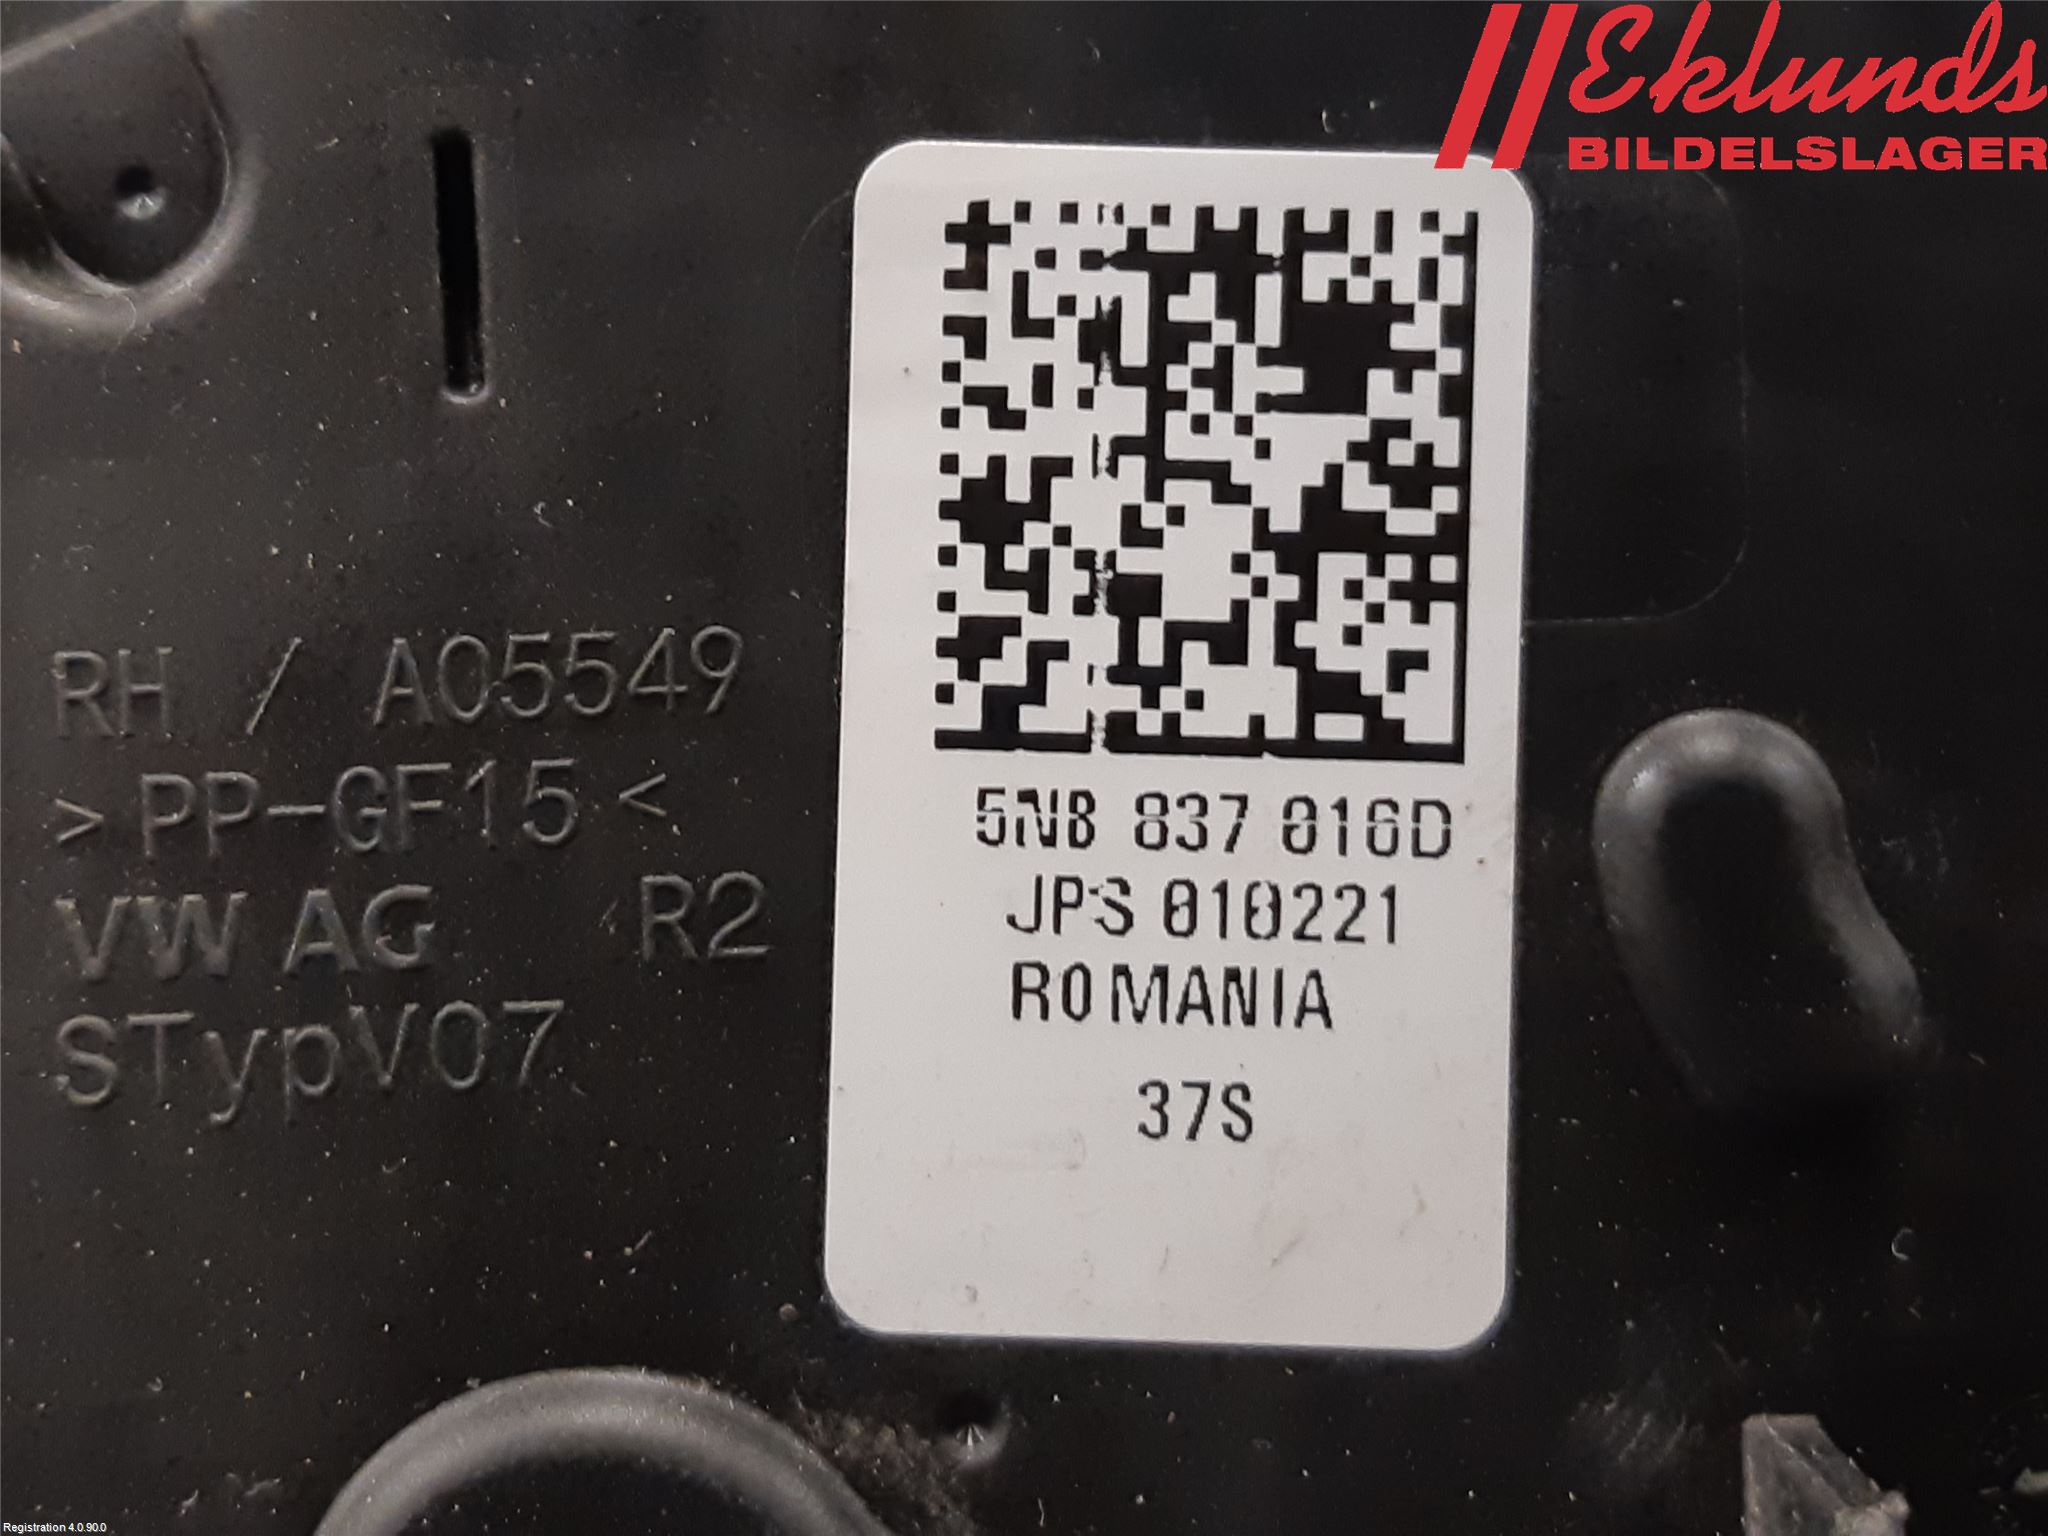 Eklunds
BILDELSLAGER
RH / A05549
>PP-GF15<
VW AG R2
STypV07
5NB 837 016D
JPS 010221
ROMANIA
37S
Registration 4.0.90.0